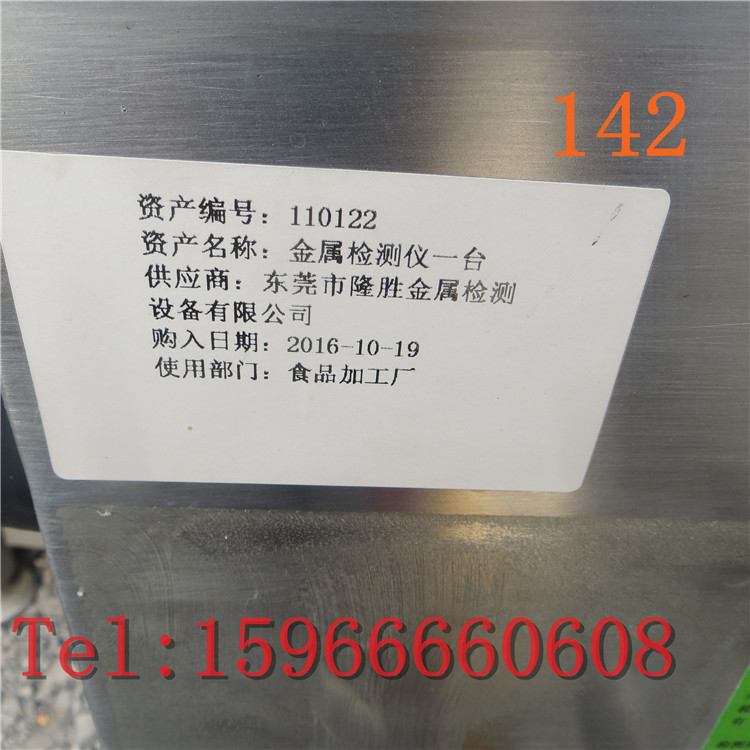 142
资产编号：110122
资产名称：金属检测仪一台
供应商：东莞市隆胜金属检测
设备有限公司
购入日期：2016-10-19
使用部门：食品加工厂
Tel:15966660608